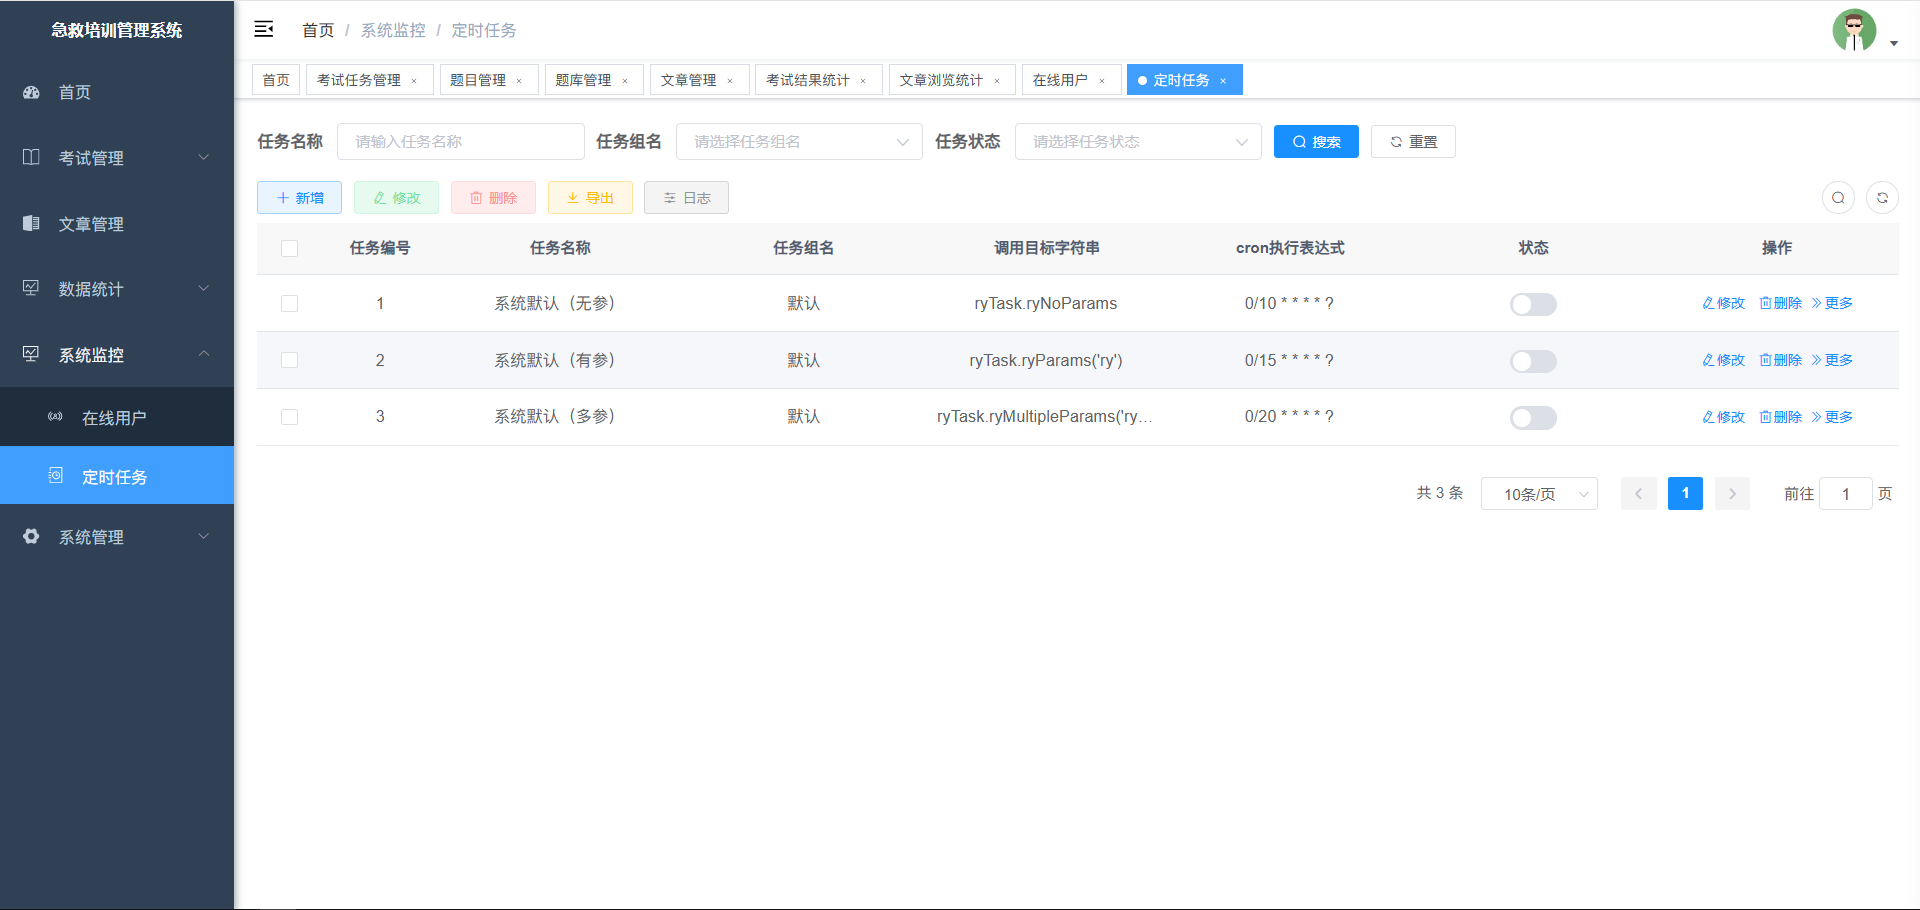 急救培训管理系统
首页
考试管理
文章管理
数据统计
系统监控
在线用户
定时任务
系统管理
首页 / 系统监控 / 定时任务
首页 考试任务管理 × 题目管理 × 题库管理 × 文章管理 × 考试结果统计 × 文章浏览统计 × 在线用户 × 定时任务 ×
任务名称 请输入任务名称 任务组名 请选择任务组名 任务状态 请选择任务状态 搜索 重置
新增 修改 删除 导出 日志
任务编号 任务名称 任务组名 调用目标字符串 cron执行表达式 状态 操作
1 系统默认（无参） 默认 ryTask.ryNoParams 0/10 * * * * ? 修改 删除 更多
2 系统默认（有参） 默认 ryTask.ryParams('ry') 0/15 * * * * ? 修改 删除 更多
3 系统默认（多参） 默认 ryTask.ryMultipleParams('ry... 0/20 * * * * ? 修改 删除 更多
共 3 条 10条/页 1 前往 1 页